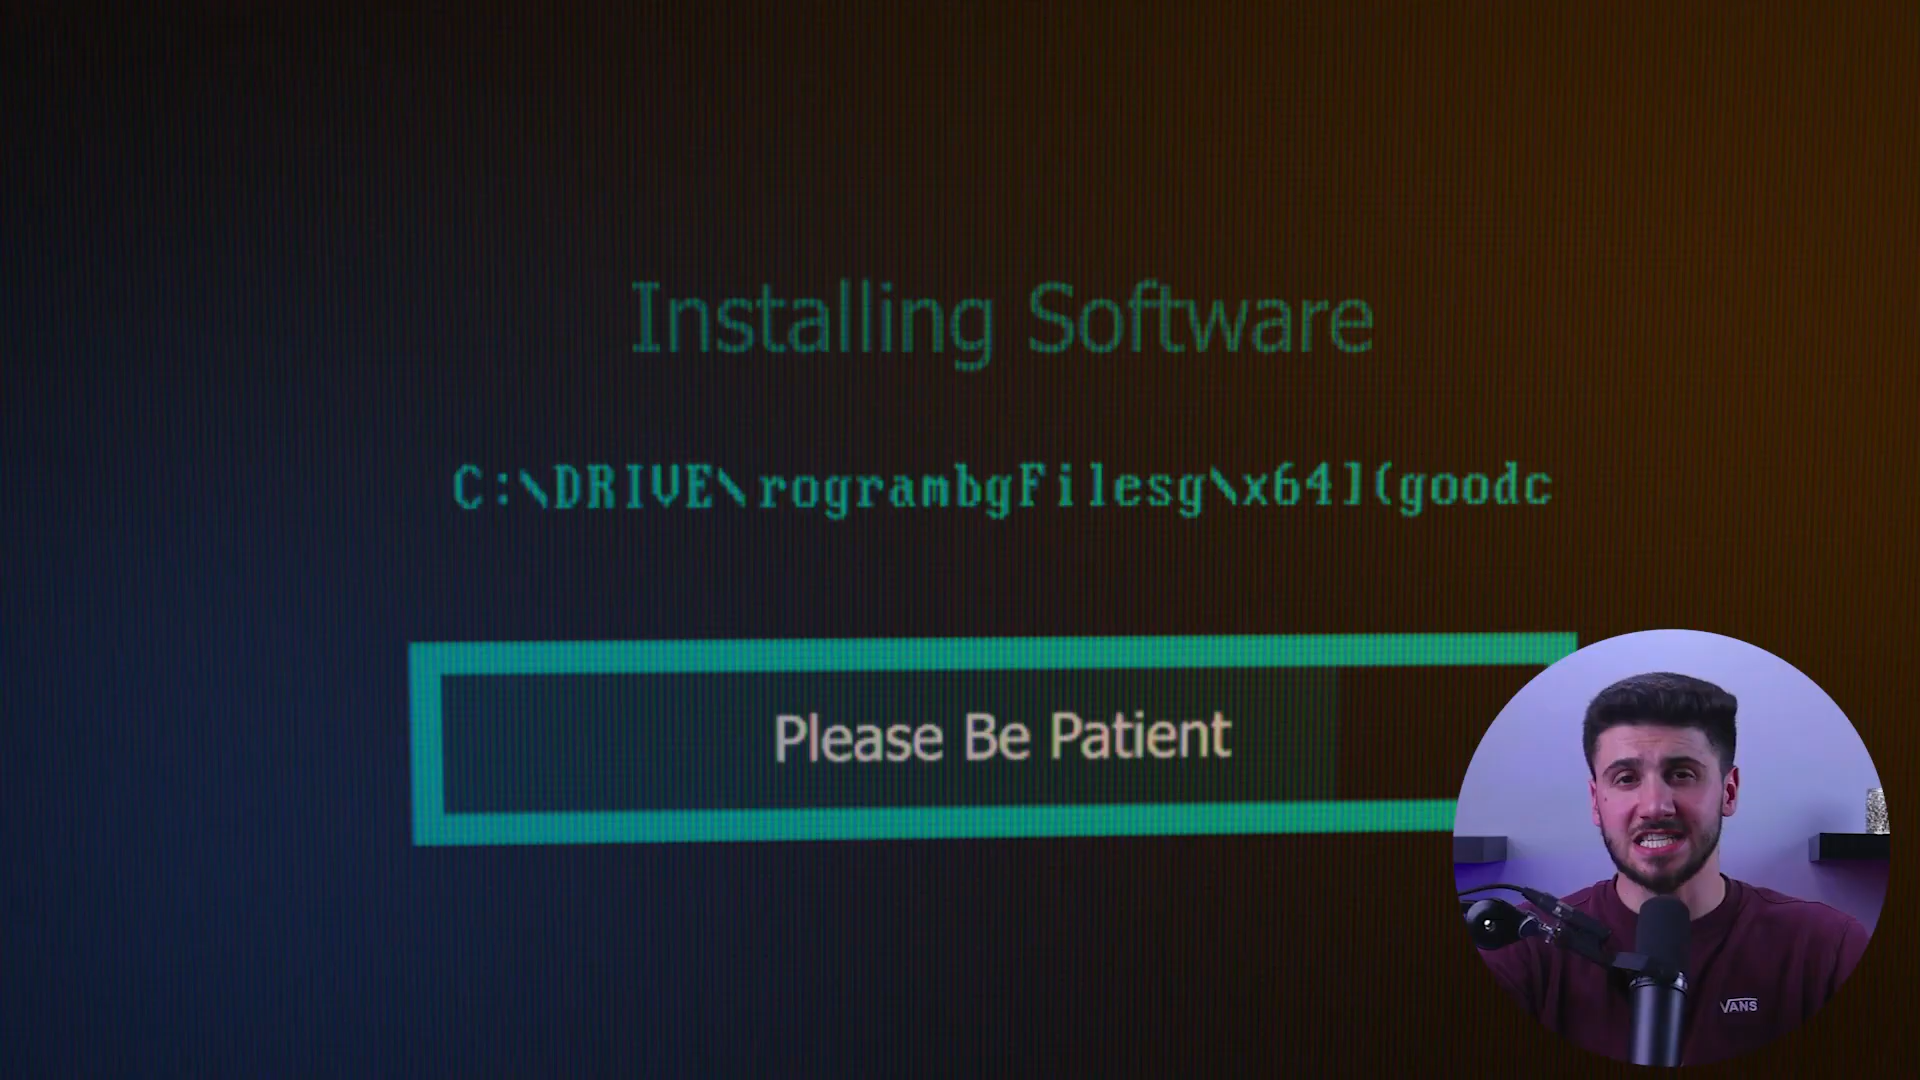 Installing Software
C:\DRIVE\rogrambgFilesg\x64](goodc
Please Be Patient
VANS